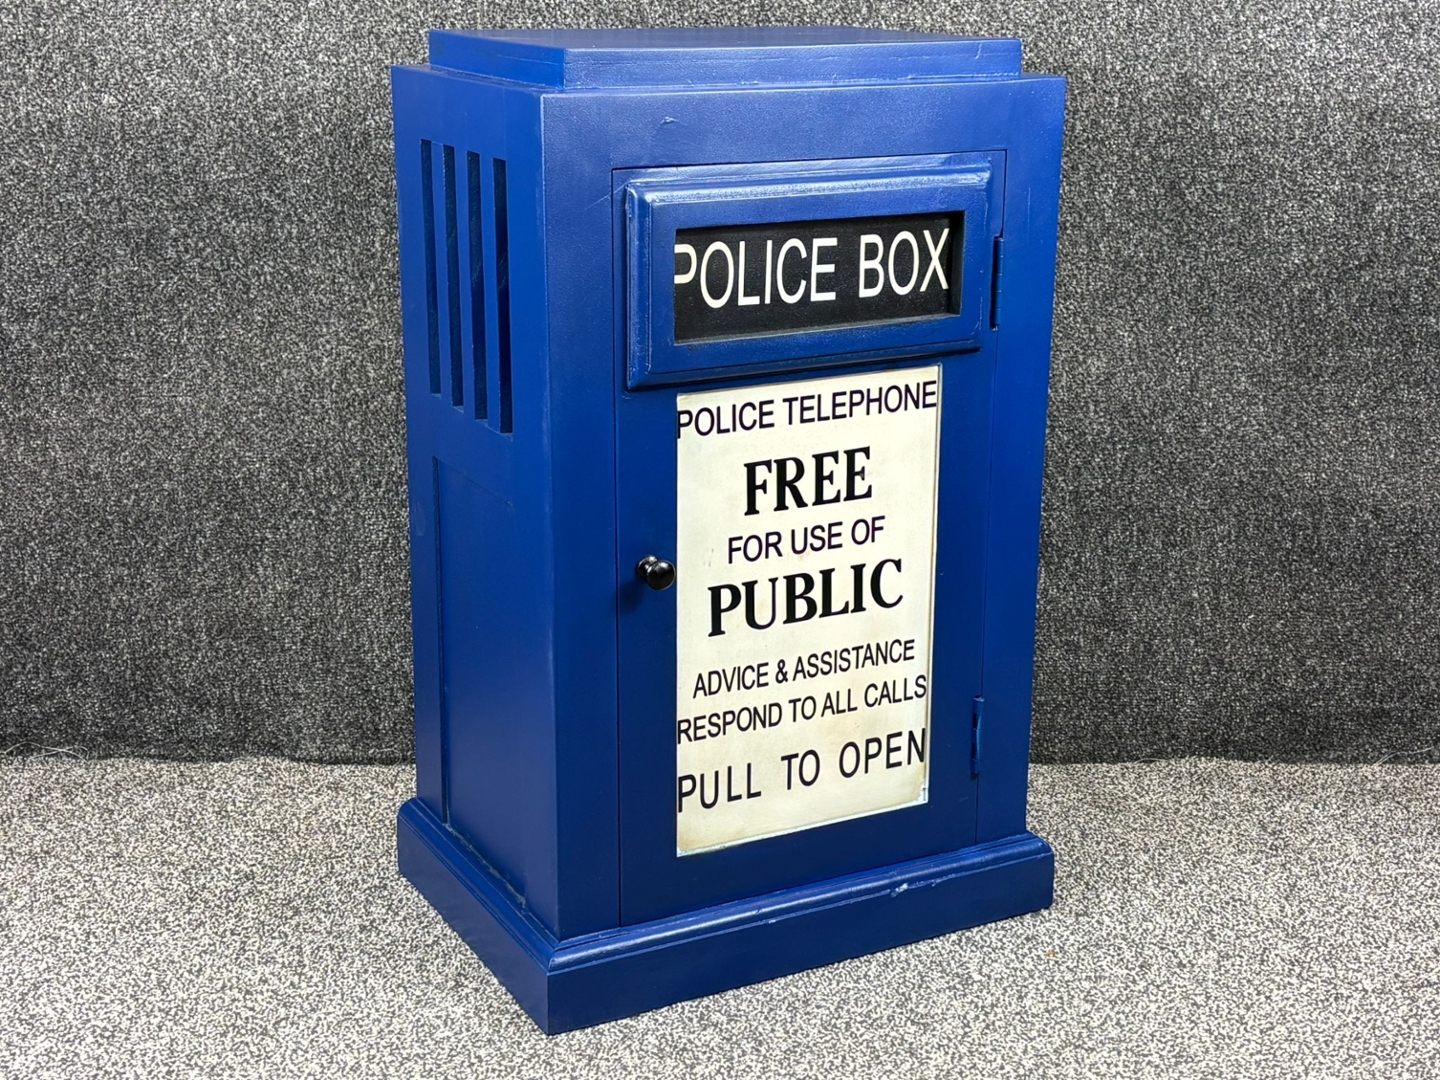 POLICE BOX
POLICE TELEPHONE
FREE
FOR USE OF
PUBLIC
ADVICE & ASSISTANCE
RESPOND TO ALL CALLS
PULL TO OPEN